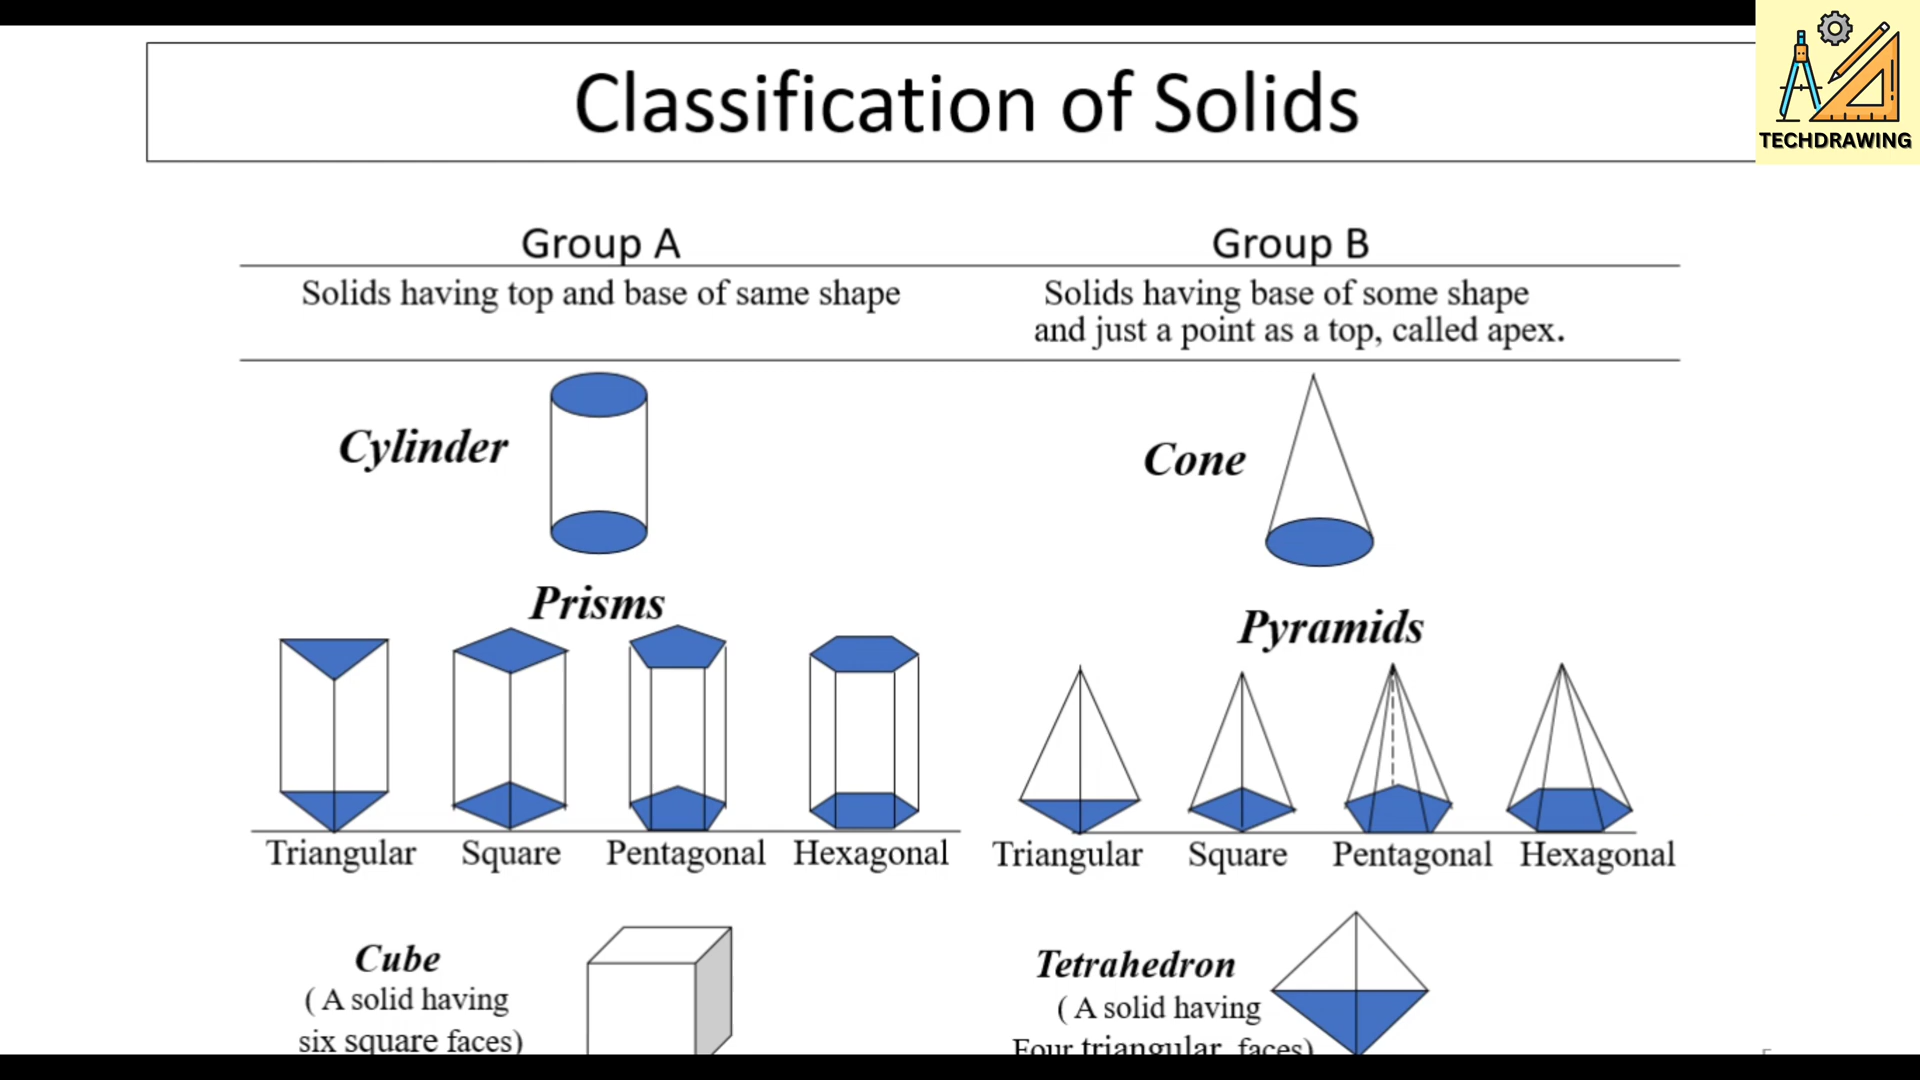 Classification of Solids
TECHDRAWING
Group A
Solids having top and base of same shape
Cylinder
Prisms
Triangular Square Pentagonal Hexagonal
Cube
( A solid having
six square faces)
Group B
Solids having base of some shape
and just a point as a top, called apex.
Cone
Pyramids
Triangular Square Pentagonal Hexagonal
Tetrahedron
( A solid having
Four triangular faces)